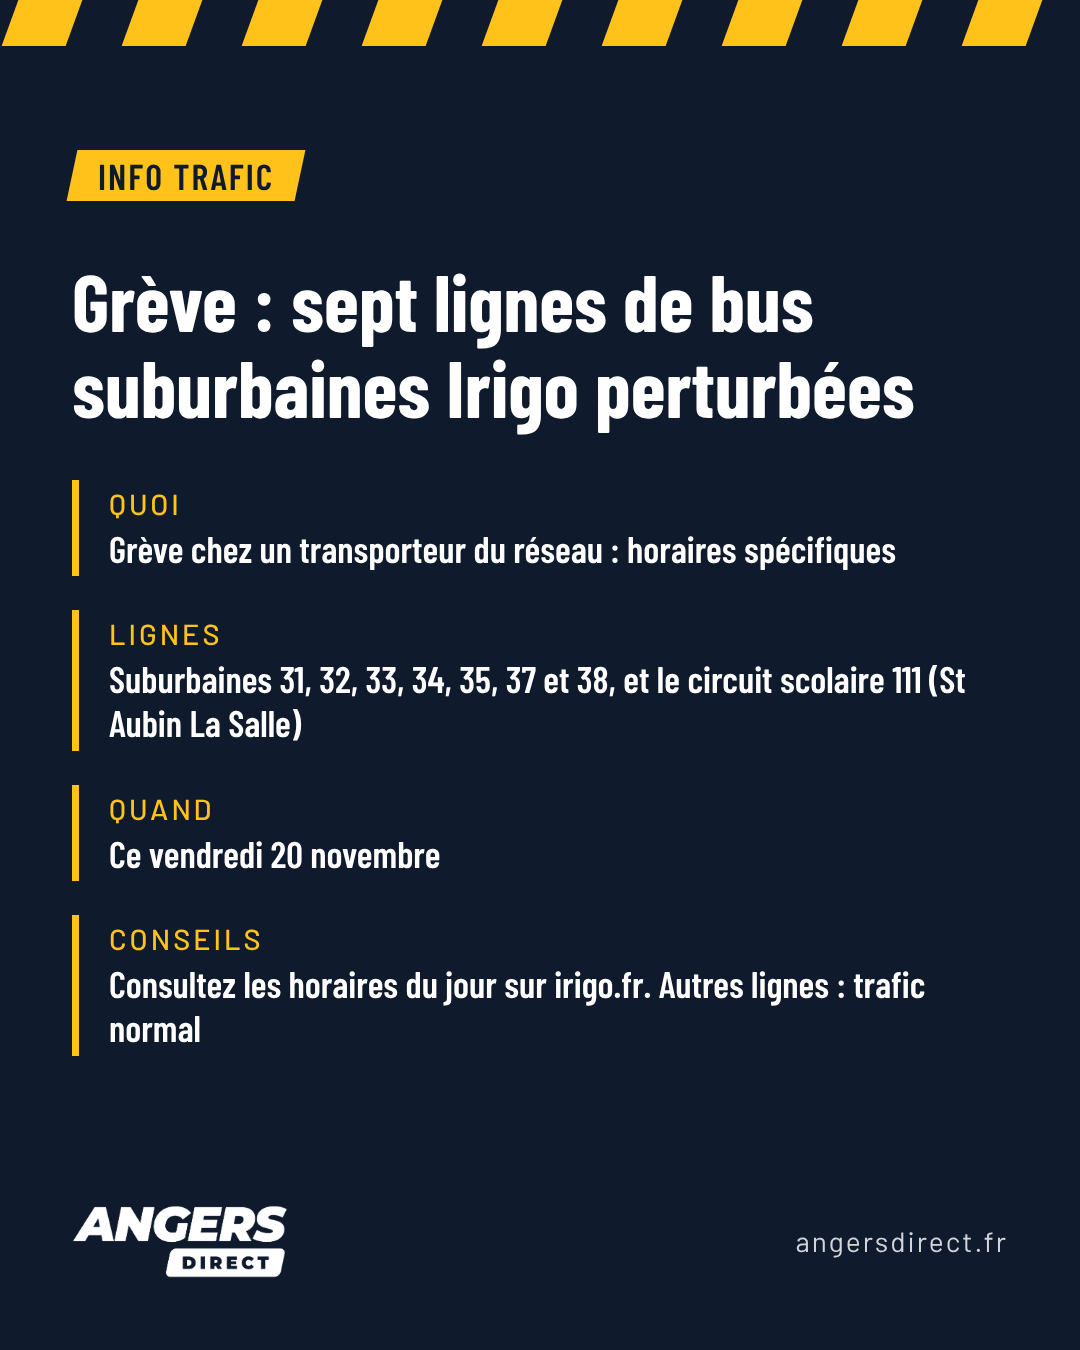 INFO TRAFIC
Grève : sept lignes de bus
suburbaines Irigo perturbées
QUOI
Grève chez un transporteur du réseau : horaires spécifiques
LIGNES
Suburbaines 31, 32, 33, 34, 35, 37 et 38, et le circuit scolaire 111 (St
Aubin La Salle)
QUAND
Ce vendredi 20 novembre
CONSEILS
Consultez les horaires du jour sur irigo.fr. Autres lignes : trafic
normal
ANGERS
DIRECT
angersdirect.fr